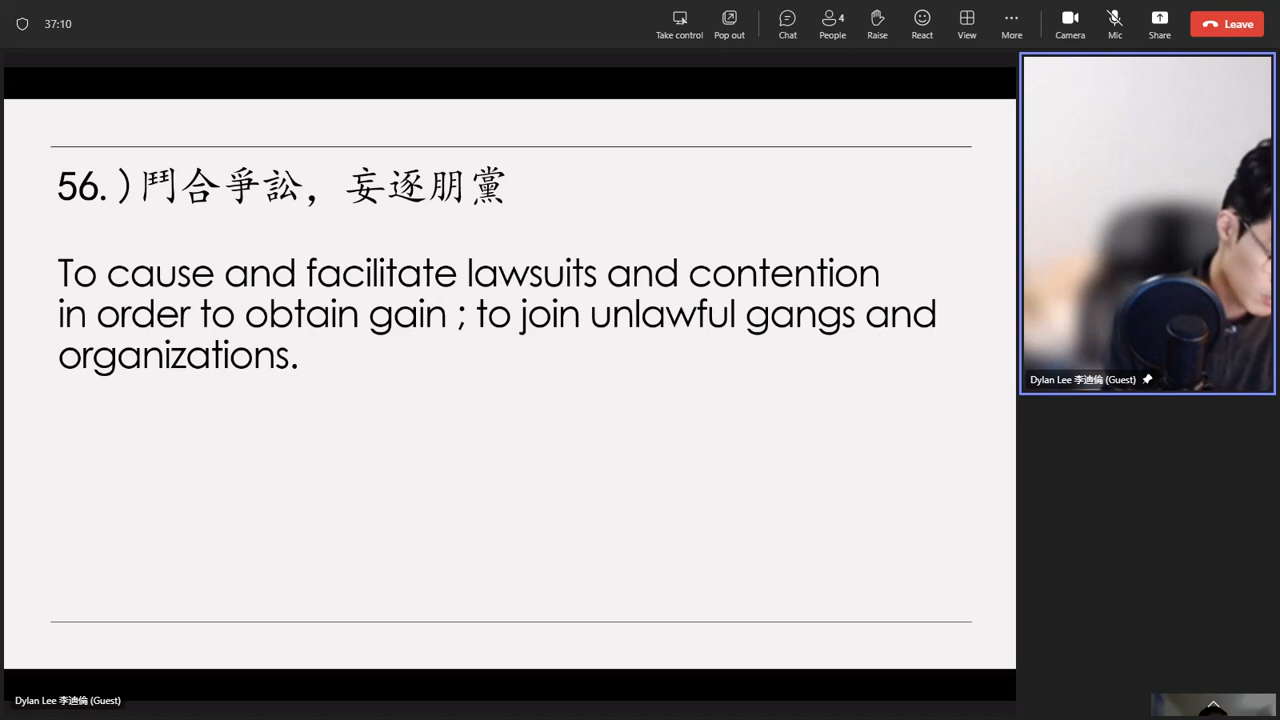 37:10
Take control
Pop out
Chat
4
People
Raise
React
View
More
Camera
Mic
Share
Leave
56.)鬥合爭訟，妄逐朋黨
To cause and facilitate lawsuits and contention
in order to obtain gain ; to join unlawful gangs and
organizations.
Dylan Lee 李迪倫 (Guest)
Dylan Lee 李迪倫 (Guest)